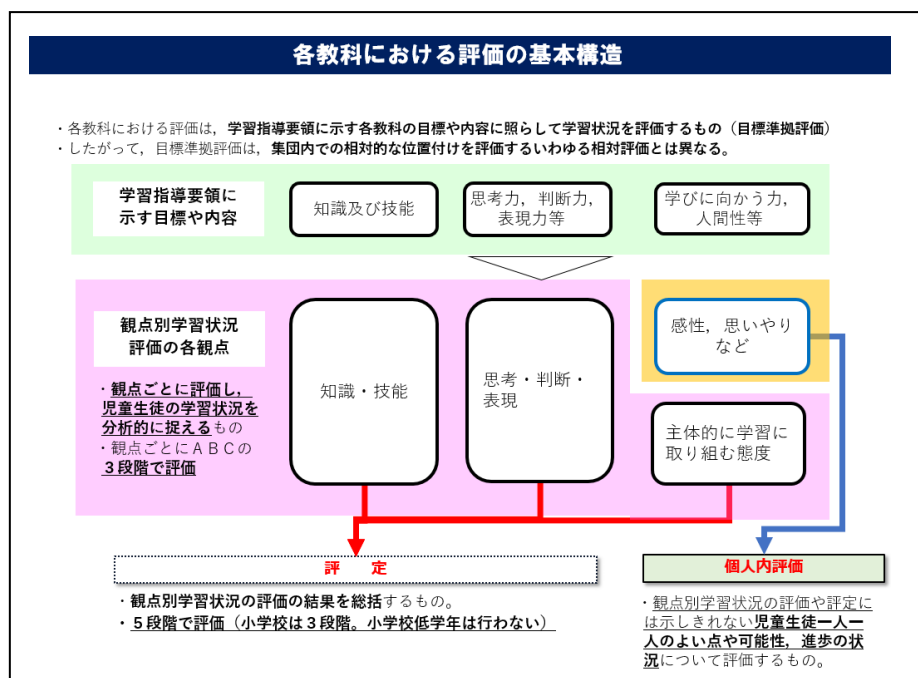 各教科における評価の基本構造
・各教科における評価は，学習指導要領に示す各教科の目標や内容に照らして学習状況を評価するもの（目標準拠評価）
・したがって，目標準拠評価は，集団内での相対的な位置付けを評価するいわゆる相対評価とは異なる。
学習指導要領に
示す目標や内容
知識及び技能
思考力，判断力，
表現力等
学びに向かう力，
人間性等
観点別学習状況
評価の各観点
・観点ごとに評価し，
児童生徒の学習状況を
分析的に捉えるもの
・観点ごとにＡＢＣの
３段階で評価
知識・技能
思考・判断・
表現
感性，思いやり
など
主体的に学習に
取り組む態度
評　定
・観点別学習状況の評価の結果を総括するもの。
・５段階で評価（小学校は３段階。小学校低学年は行わない）
個人内評価
・観点別学習状況の評価や評定に
は示しきれない児童生徒一人一
人のよい点や可能性，進歩の状
況について評価するもの。